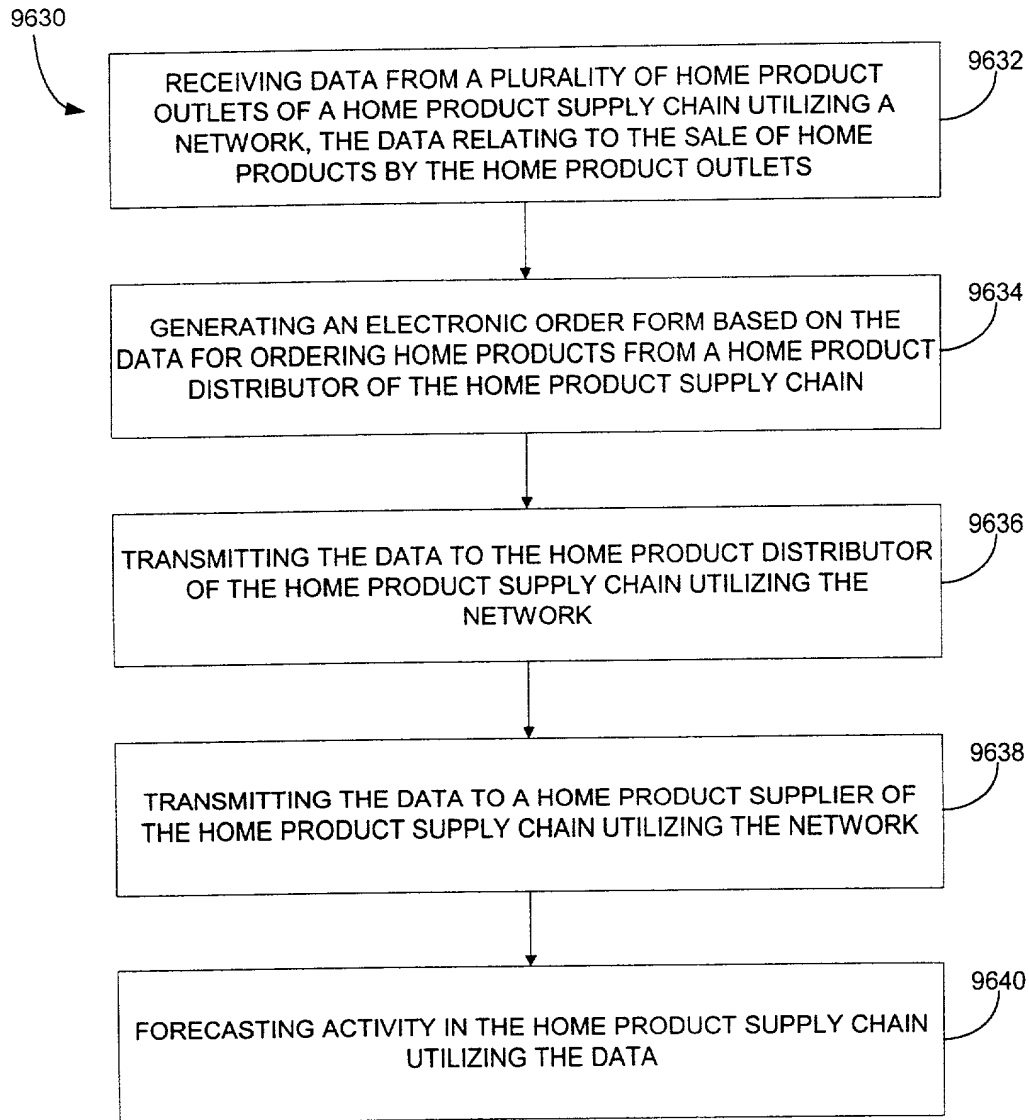 9630
RECEIVING DATA FROM A PLURALITY OF HOME PRODUCT
OUTLETS OF A HOME PRODUCT SUPPLY CHAIN UTILIZING A
NETWORK, THE DATA RELATING TO THE SALE OF HOME
PRODUCTS BY THE HOME PRODUCT OUTLETS
9632
GENERATING AN ELECTRONIC ORDER FORM BASED ON THE
DATA FOR ORDERING HOME PRODUCTS FROM A HOME PRODUCT
DISTRIBUTOR OF THE HOME PRODUCT SUPPLY CHAIN
9634
TRANSMITTING THE DATA TO THE HOME PRODUCT DISTRIBUTOR
OF THE HOME PRODUCT SUPPLY CHAIN UTILIZING THE
NETWORK
9636
TRANSMITTING THE DATA TO A HOME PRODUCT SUPPLIER OF
THE HOME PRODUCT SUPPLY CHAIN UTILIZING THE NETWORK
9638
FORECASTING ACTIVITY IN THE HOME PRODUCT SUPPLY CHAIN
UTILIZING THE DATA
9640